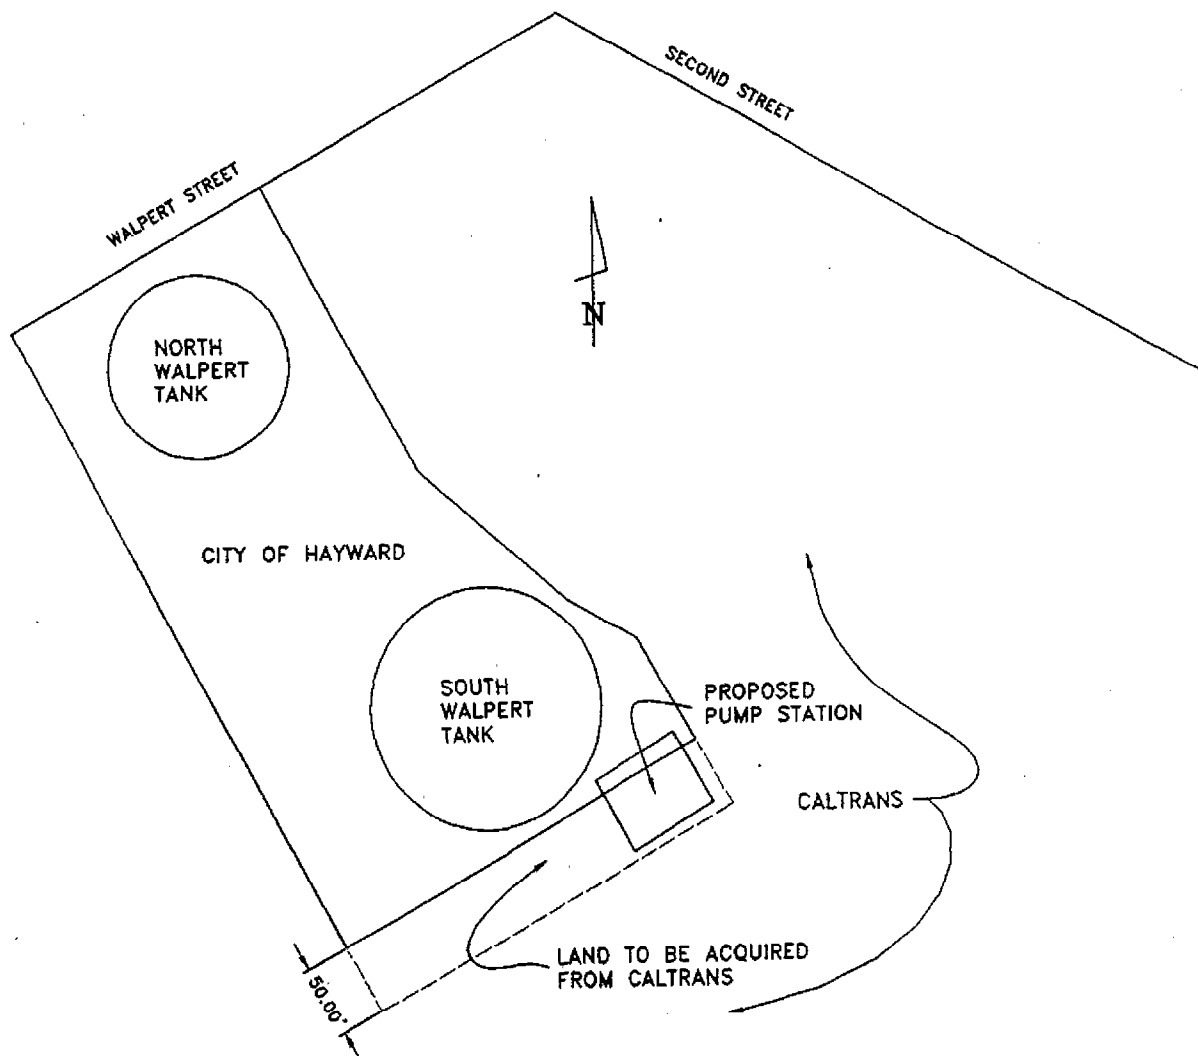 SECOND STREET
WALPERT STREET
N
NORTH
WALPERT
TANK
CITY OF HAYWARD
SOUTH
WALPERT
TANK
PROPOSED
PUMP STATION
CALTRANS
LAND TO BE ACQUIRED
FROM CALTRANS
50.00'